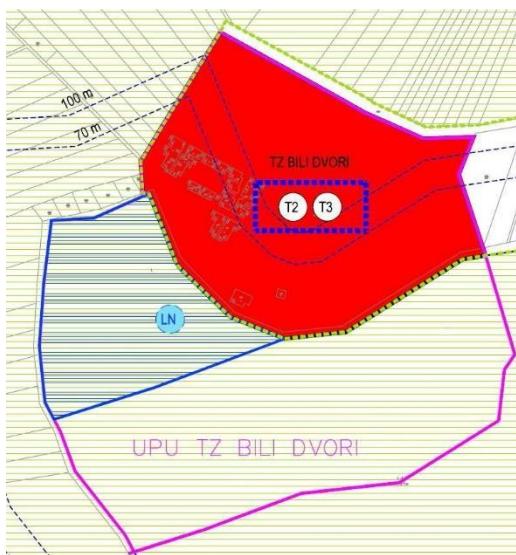 100 m
70 m
TZ BILI DVORI
T2 T3
LN
UPU TZ BILI DVORI